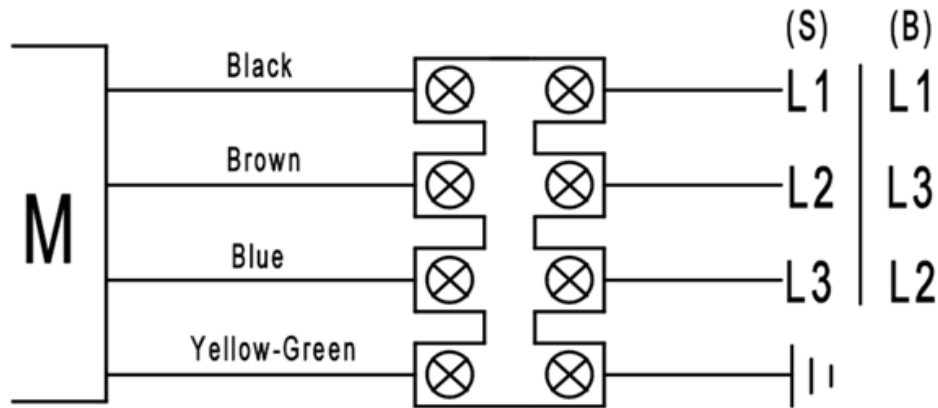 (S) (B)
Black L1 L1
Brown L2 L3
M
Blue L3 L2
Yellow-Green